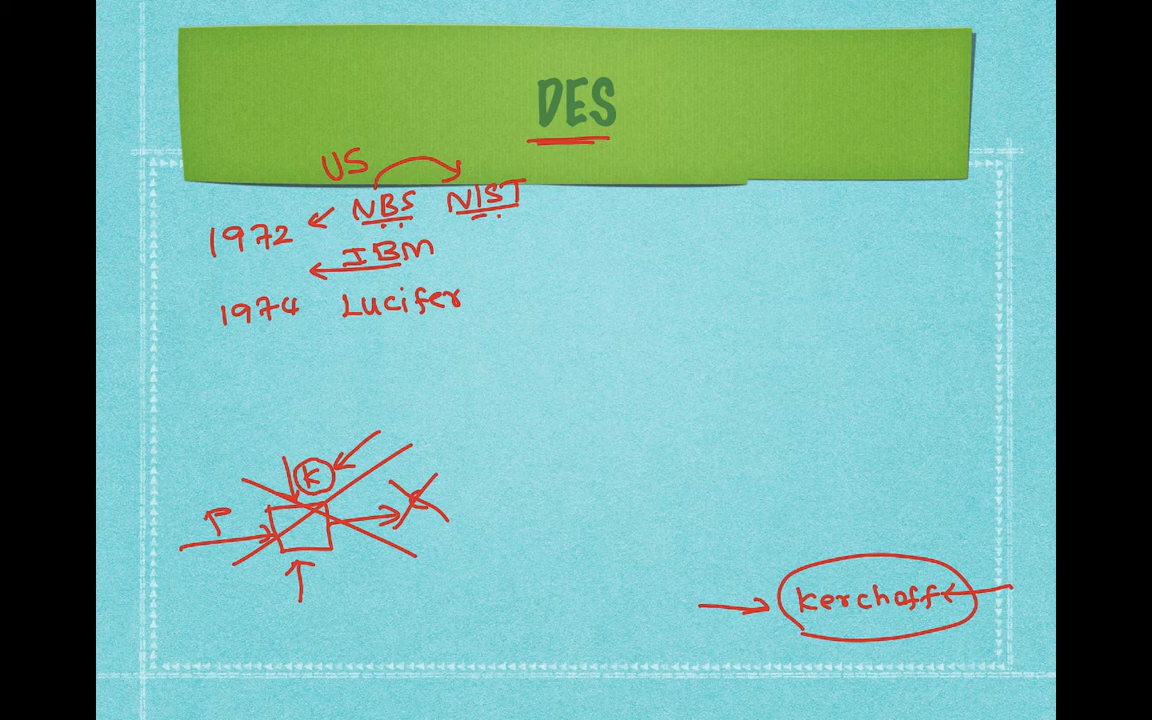 DES
US
NBS NIST
1972
IBM
1974 Lucifer
K
P
C
Kerchoff